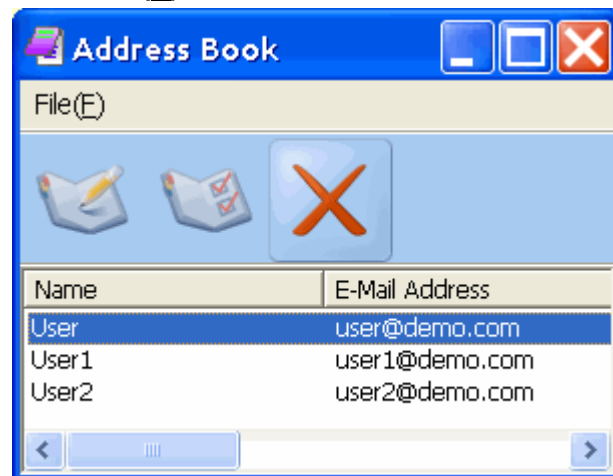 Address Book
File(F)
Name E-Mail Address
User user@demo.com
User1 user1@demo.com
User2 user2@demo.com